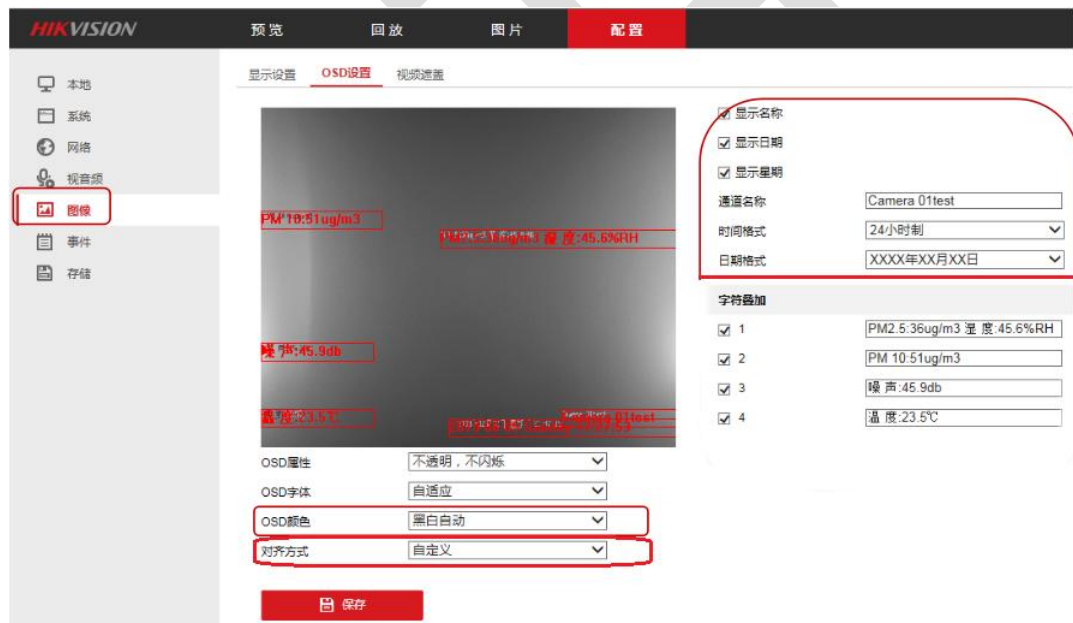 HIKVISION
预览 回放 图片 配置
本地
系统
网络
视音频
图像
事件
存储
显示设置 OSD设置 视频遮盖
PM 10:51ug/m3
度:45.6%RH
声:45.9db
OSD属性 不透明，不闪烁
OSD字体 自适应
OSD颜色 黑白自动
对齐方式 自定义
保存
显示名称
显示日期
显示星期
通道名称 Camera 01test
时间格式 24小时制
日期格式 XXXX年XX月XX日
字符叠加
1 PM2.5:36ug/m3 湿 度:45.6%RH
2 PM 10:51ug/m3
3 噪 声:45.9db
4 温 度:23.5℃